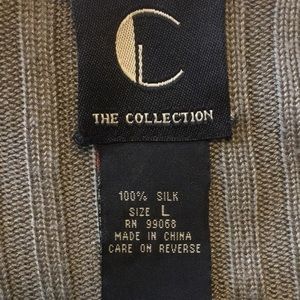 THE COLLECTION
100% SILK
SIZE L
RN 99068
MADE IN CHINA
CARE ON REVERSE